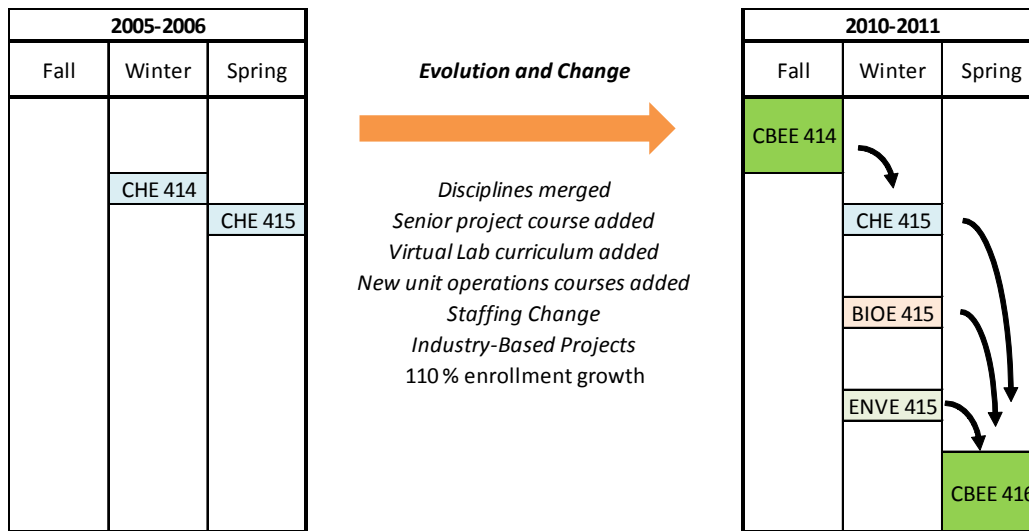 2005-2006
Fall Winter Spring
CHE 414
CHE 415
Evolution and Change
Disciplines merged
Senior project course added
Virtual Lab curriculum added
New unit operations courses added
Staffing Change
Industry-Based Projects
110 % enrollment growth
2010-2011
Fall Winter Spring
CBEE 414
CHE 415
BIOE 415
ENVE 415
CBEE 416